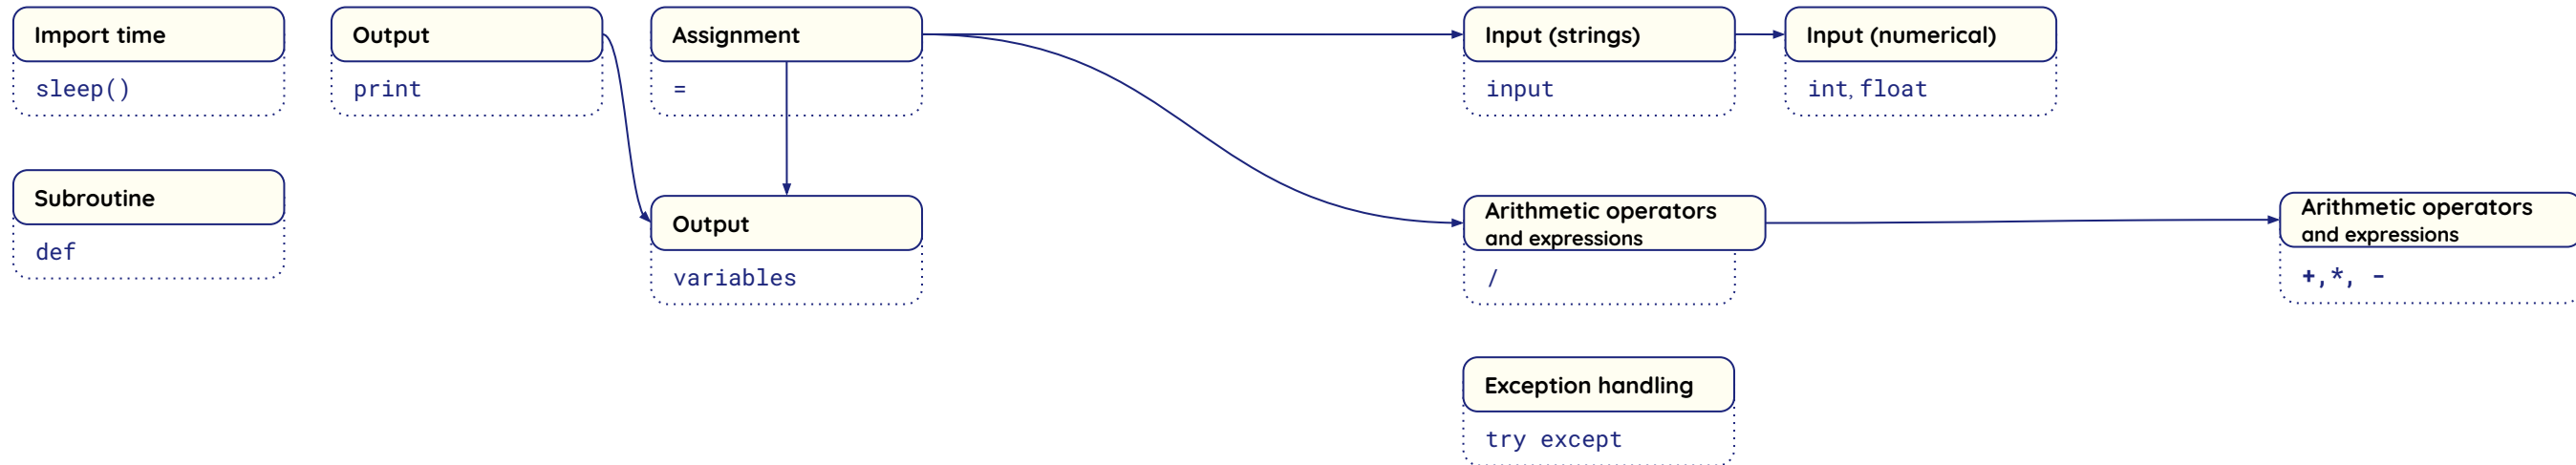 Import time
sleep()
Output
print
Assignment
=
Input (strings)
input
Input (numerical)
int, float
Subroutine
def
Output
variables
Arithmetic operators
and expressions
/
Arithmetic operators
and expressions
+,*, -
Exception handling
try except